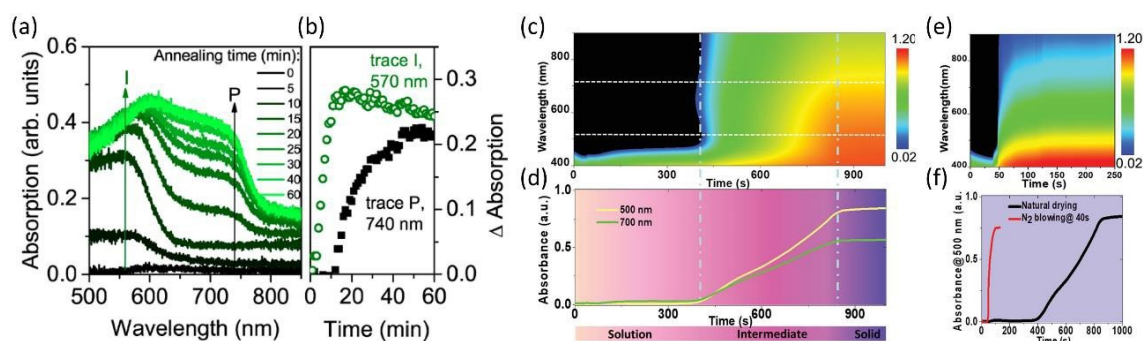 (a)
Absorption (arb. units)
0.6
0.4
0.2
0.0
500
600
700
800
Wavelength (nm)
I
P
Annealing time (min):
0
5
10
15
20
25
30
40
60
(b)
trace I,
570 nm
trace P,
740 nm
0.3
0.2
0.1
0.0
Δ Absorption
0
20
40
60
Time (min)
(c)
Wavelength (nm)
800
700
600
500
400
0
300
600
900
Time (s)
1.20
0.02
(d)
Absorbance (a.u.)
1.0
0.5
0.0
500 nm
700 nm
0
300
600
900
Time (s)
Solution
Intermediate
Solid
(e)
Wavelength(nm)
800
700
600
500
400
0
50
100
150
200
250
Time (s)
1.20
0.02
(f)
Absorbance@500 nm (a.u.)
1.0
0.5
0.0
Natural drying
N2 blowing@ 40s
0
200
400
600
800
1000
Time (s)